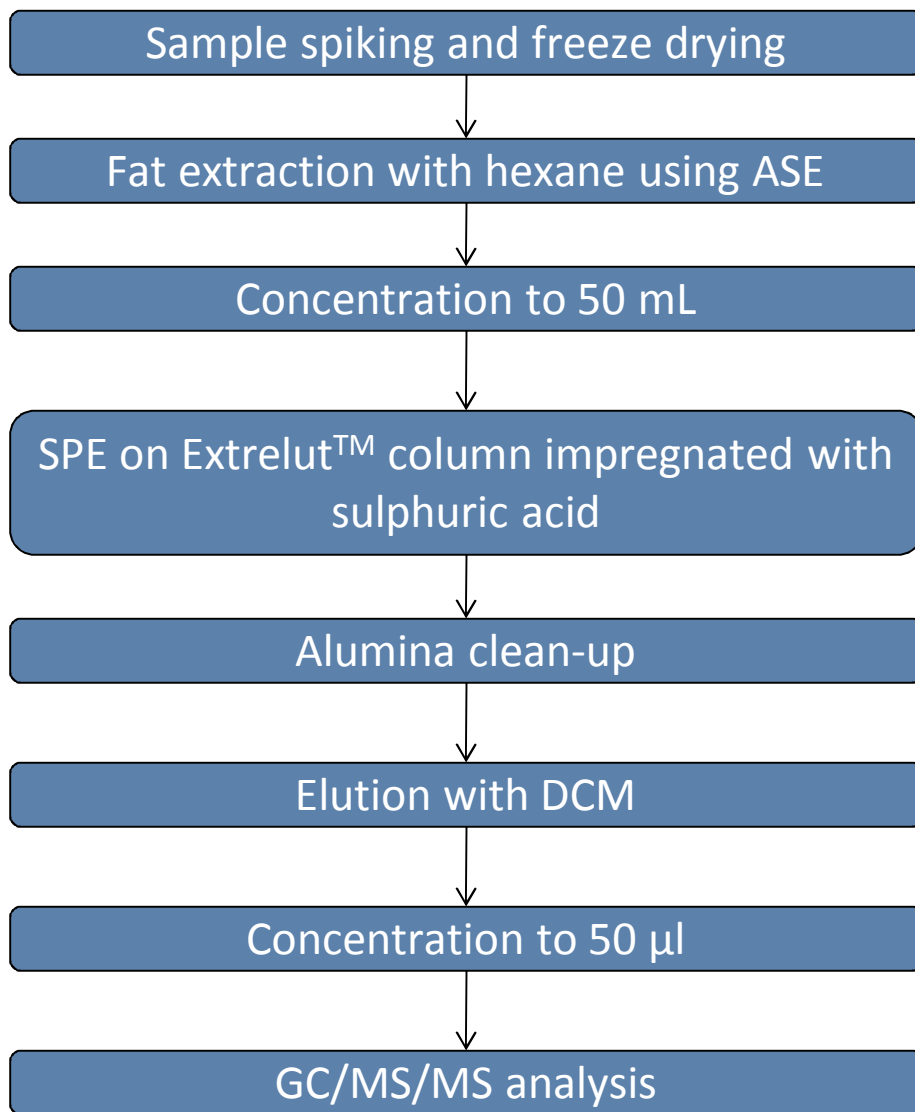 Sample spiking and freeze drying
Fat extraction with hexane using ASE
Concentration to 50 mL
SPE on Extrelut™ column impregnated with
sulphuric acid
Alumina clean-up
Elution with DCM
Concentration to 50 µl
GC/MS/MS analysis